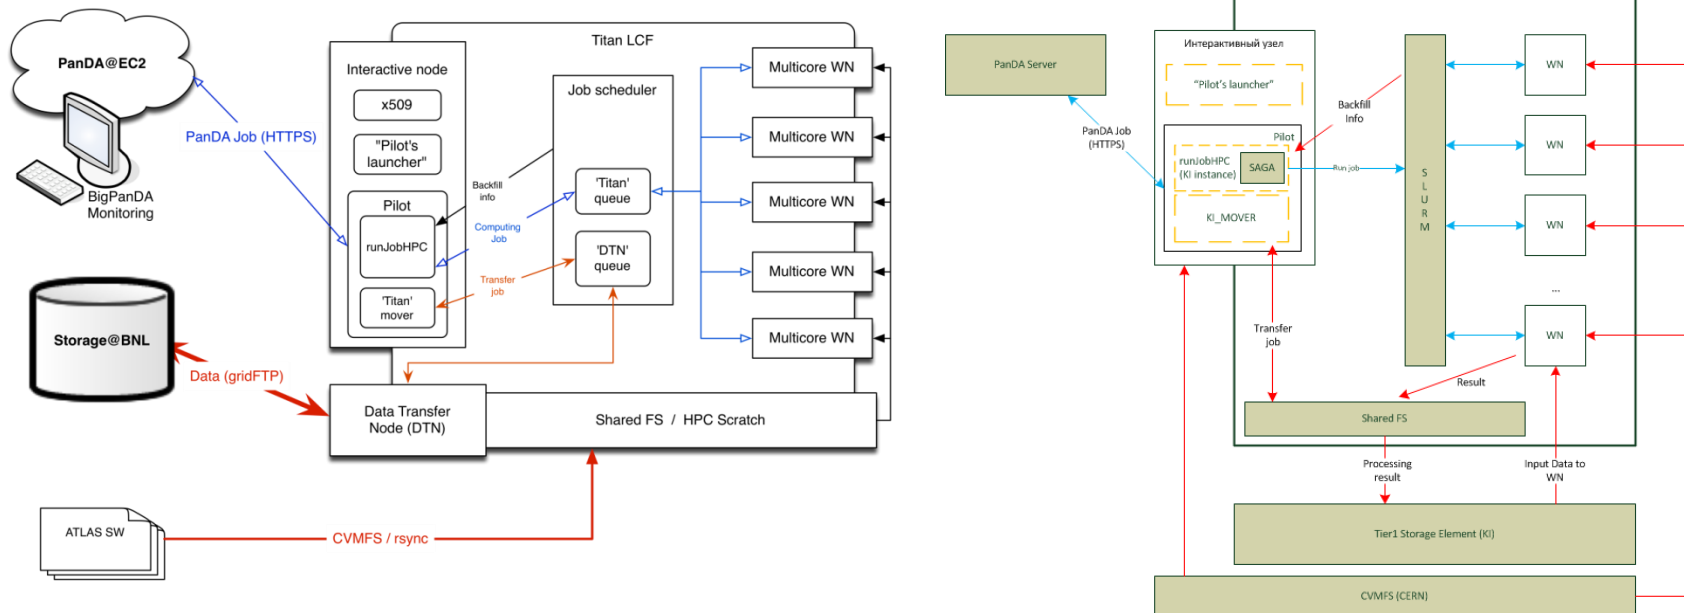 PanDA@EC2
BigPanDA
Monitoring
PanDA Job (HTTPS)
Storage@BNL
Data (gridFTP)
ATLAS SW
CVMFS / rsync
Titan LCF
Interactive node
x509
"Pilot's
launcher"
Pilot
runJobHPC
'Titan'
mover
Backfill
info
Computing
Job
Transfer
job
Job scheduler
'Titan'
queue
'DTN'
queue
Multicore WN
Multicore WN
Multicore WN
Multicore WN
Multicore WN
Data Transfer
Node (DTN)
Shared FS / HPC Scratch
PanDA Server
PanDA Job
(HTTPS)
Интерактивный узел
"Pilot's launcher"
Pilot
runJobHPC
(KI instance)
SAGA
KI_MOVER
Backfill
Info
Run job
SLURM
WN
WN
WN
...
WN
Transfer
job
Result
Shared FS
Processing
result
Input Data to
WN
Tier1 Storage Element (KI)
CVMFS (CERN)